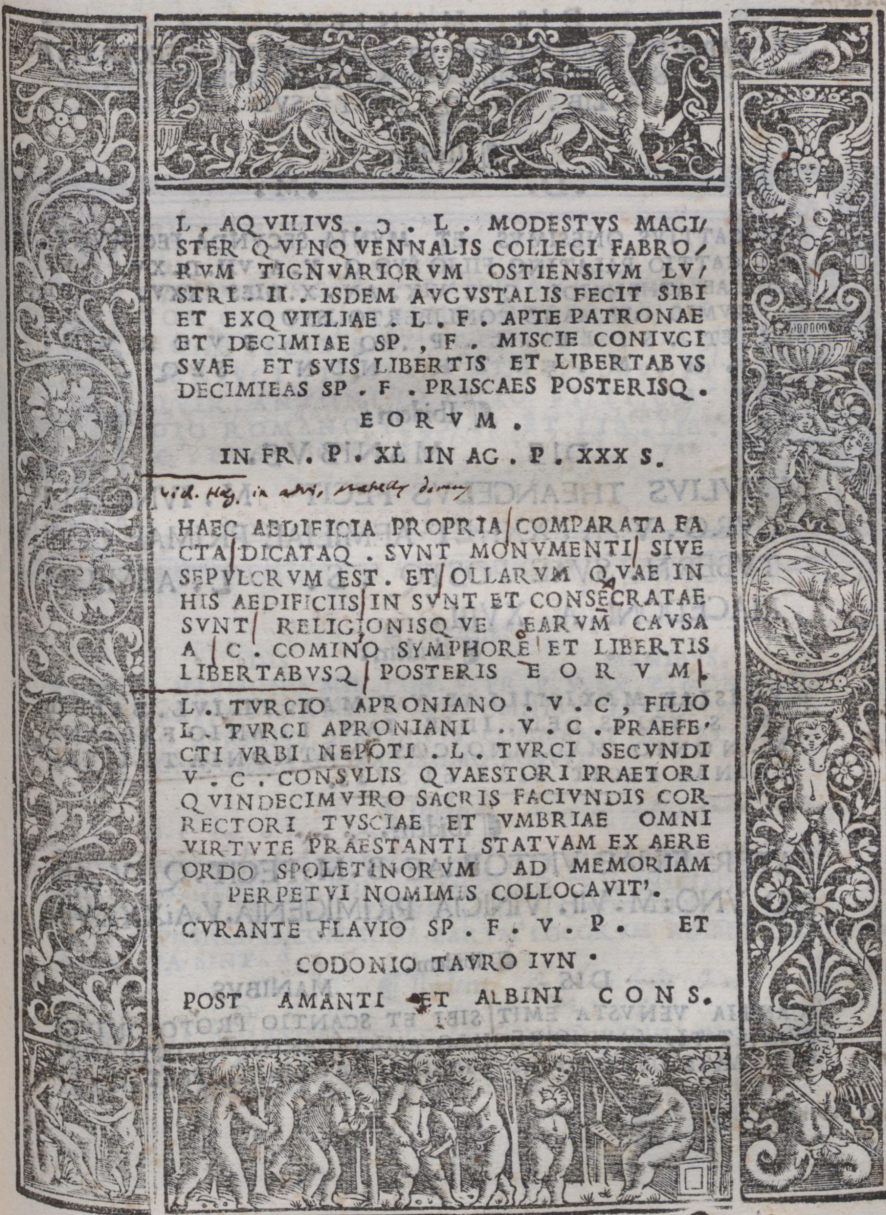 L . AQVILIVS . Ɔ . L . MODESTVS MAGI/
STER QVINQVENNALIS COLLEGI FABRO/
RVM TIGNVARIORVM OSTIENSIVM LV/
STRI . II . ISDEM AVGVSTALIS FECIT SIBI
ET EXQVILLIAE . L . F . APTE PATRONAE
ET DECIMIAE SP , F . MISCIE CONIVGI
SVAE ET SVIS LIBERTIS ET LIBERTABVS
DECIMIEAS SP . F . PRISCAES POSTERISQ .
EORVM .
IN FR . P . XL IN AG . P . XXX S .
vid. in
HAEC AEDIFICIA PROPRIA/COMPARATA FA
CTA/DICATAQ . SVNT MONVMENTI/ SIVE
SEPVLCRVM EST . ET/OLLARVM QVAE IN
HIS AEDIFICIIS/IN SVNT ET CONSECRATAE
SVNT/ RELIGIONISQVE EARVM CAVSA
A/C . COMINO SYMPHORE ET LIBERTIS
LIBERTABVSQ/POSTERIS EORVM/.
L . TVRCIO APRONIANO . V . C , FILIO
L . TVRCI APRONIANI . V . C . PRAEFE'
CTI VRBI NEPOTI . L . TVRCI SECVNDI
V . C . CONSVLIS QVAESTORI PRAETORI
QVINDECIMVIRO SACRIS FACIVNDIS COR
RECTORI TVSCIAE ET VMBRIAE OMNI
VIRTVTE PRAESTANTI STATVAM EX AERE
ORDO SPOLETINORVM AD MEMORIAM
PERPETVI NOMIMIS COLLOCAVIT'.
CVRANTE FLAVIO SP . F . V . P . ET
CODONIO TAVRO IVN .
POST AMANTI ET ALBINI CONS.